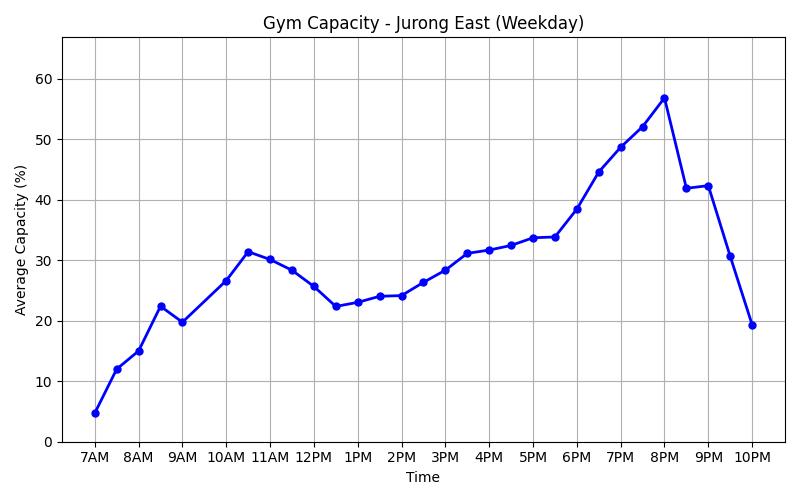 Gym Capacity - Jurong East (Weekday)
Average Capacity (%)
60
50
40
30
20
10
0
7AM 8AM 9AM 10AM 11AM 12PM 1PM 2PM 3PM 4PM 5PM 6PM 7PM 8PM 9PM 10PM
Time